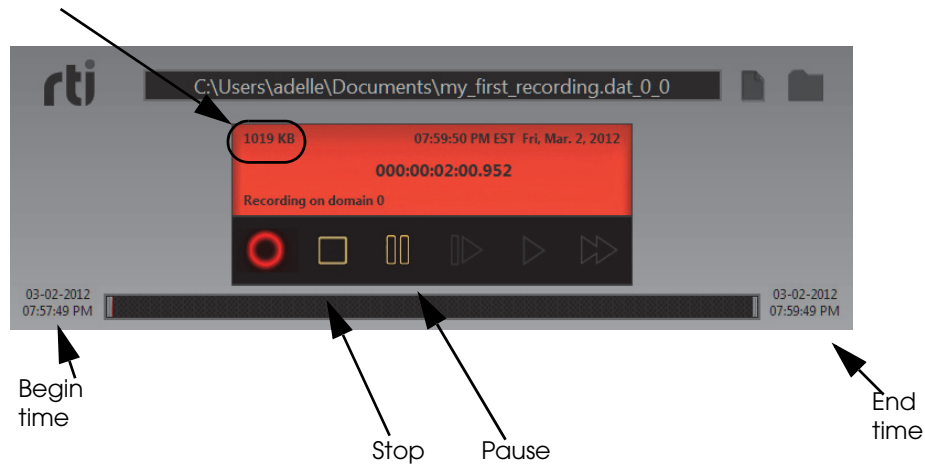 rti
C:\Users\adelle\Documents\my_first_recording.dat_0_0
1019 KB 07:59:50 PM EST Fri, Mar. 2, 2012
000:00:02:00.952
Recording on domain 0
03-02-2012
07:57:49 PM
03-02-2012
07:59:49 PM
Begin
time
Stop
Pause
End
time